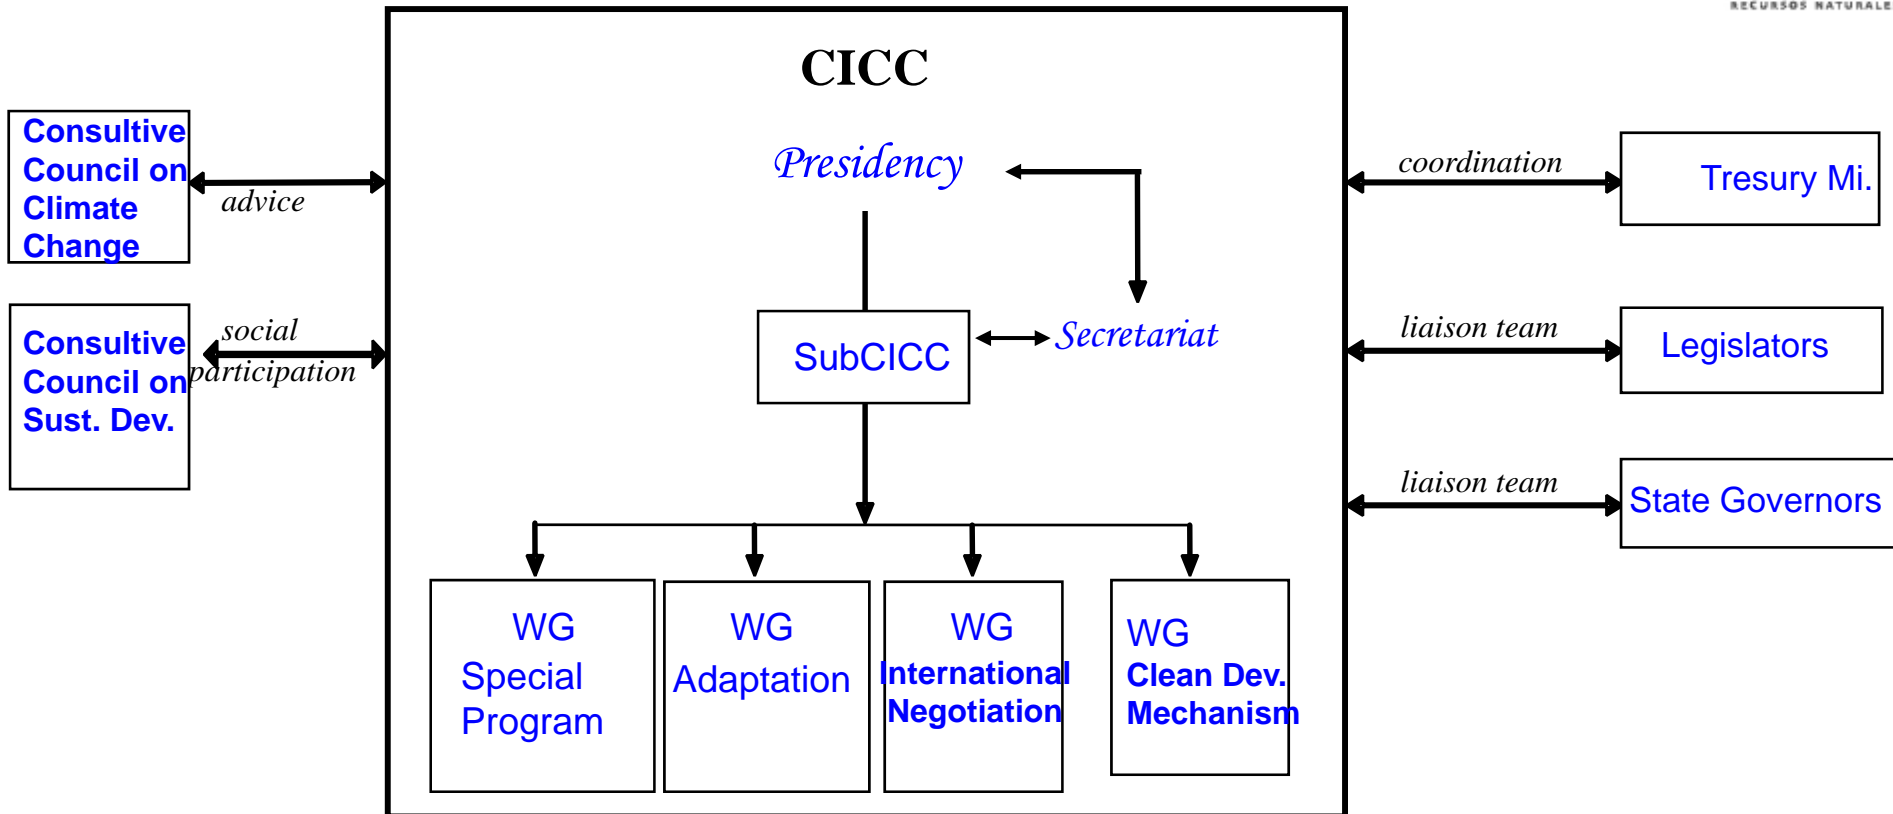 RECURSOS NATURALE
CICC
Consultive
Council on
Climate
Change
advice
Presidency
coordination
Tresury Mi.
Consultive
Council on
Sust. Dev.
social
participation
SubCICC
Secretariat
liaison team
Legislators
liaison team
State Governors
WG
Special
Program
WG
Adaptation
WG
International
Negotiation
WG
Clean Dev.
Mechanism